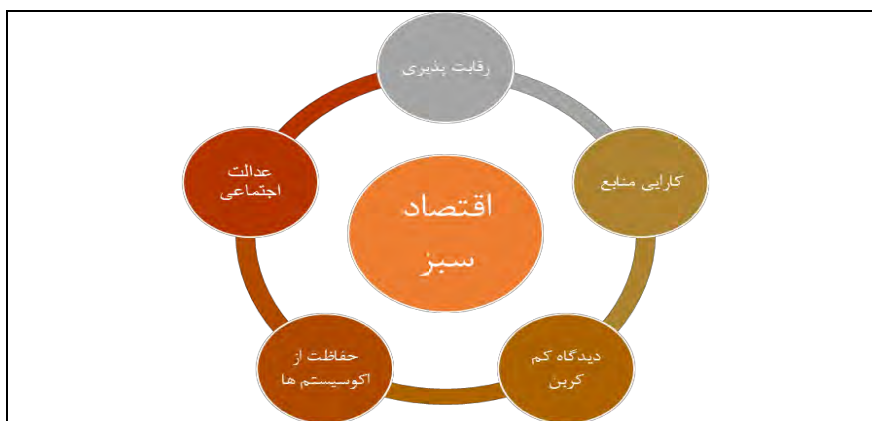 رقابت پذیری
کارایی منابع
دیدگاه کم
کربن
حفاظت از
اکوسیستم ها
عدالت
اجتماعی
اقتصاد
سبز